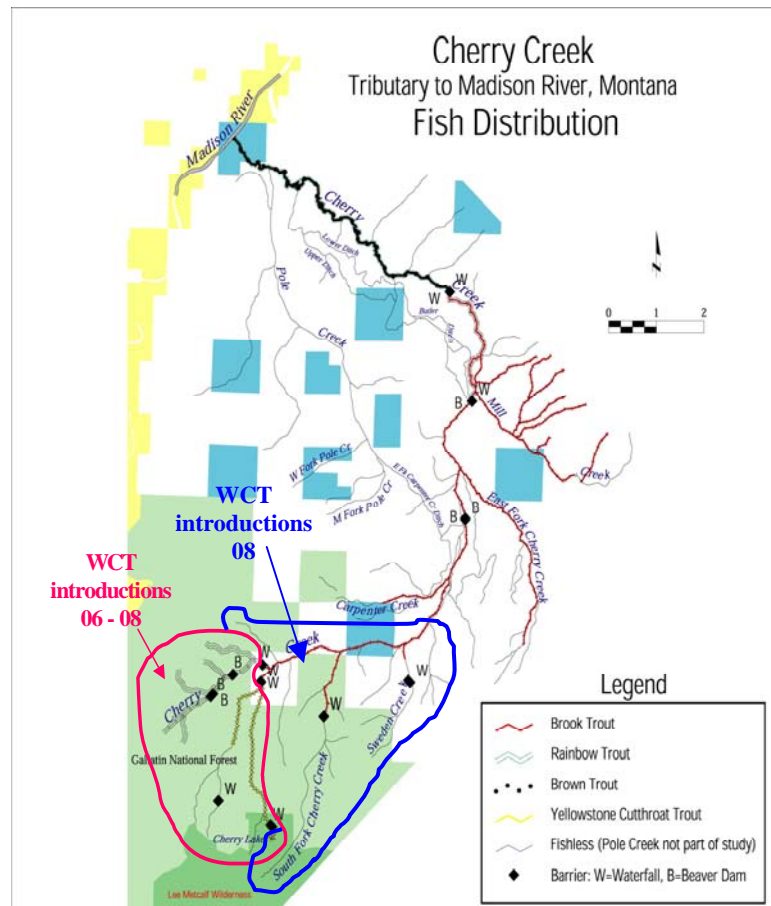 Cherry Creek
Tributary to Madison River, Montana
Fish Distribution
Madison River
Cherry
Lower Ditch
Upper Ditch
Pole
W
W
Creek
0 1 2
Butler
Ditch
Creek
W
B
Mill
Creek
W Fork Pole Cr
M Fork Pole Cr
E Fk Carpenter Cr Ditch
East Fork Cherry Creek
B
B
WCT
introductions
08
WCT
introductions
06 - 08
Carpenter Creek
Creek
W
W
W
B
B
B
Cherry
W
Sweden Creek
W
Gallatin National Forest
South Fork Cherry Creek
W
W
Cherry Lake
Lee Metcalf Wilderness
Legend
Brook Trout
Rainbow Trout
Brown Trout
Yellowstone Cutthroat Trout
Fishless (Pole Creek not part of study)
Barrier: W=Waterfall, B=Beaver Dam